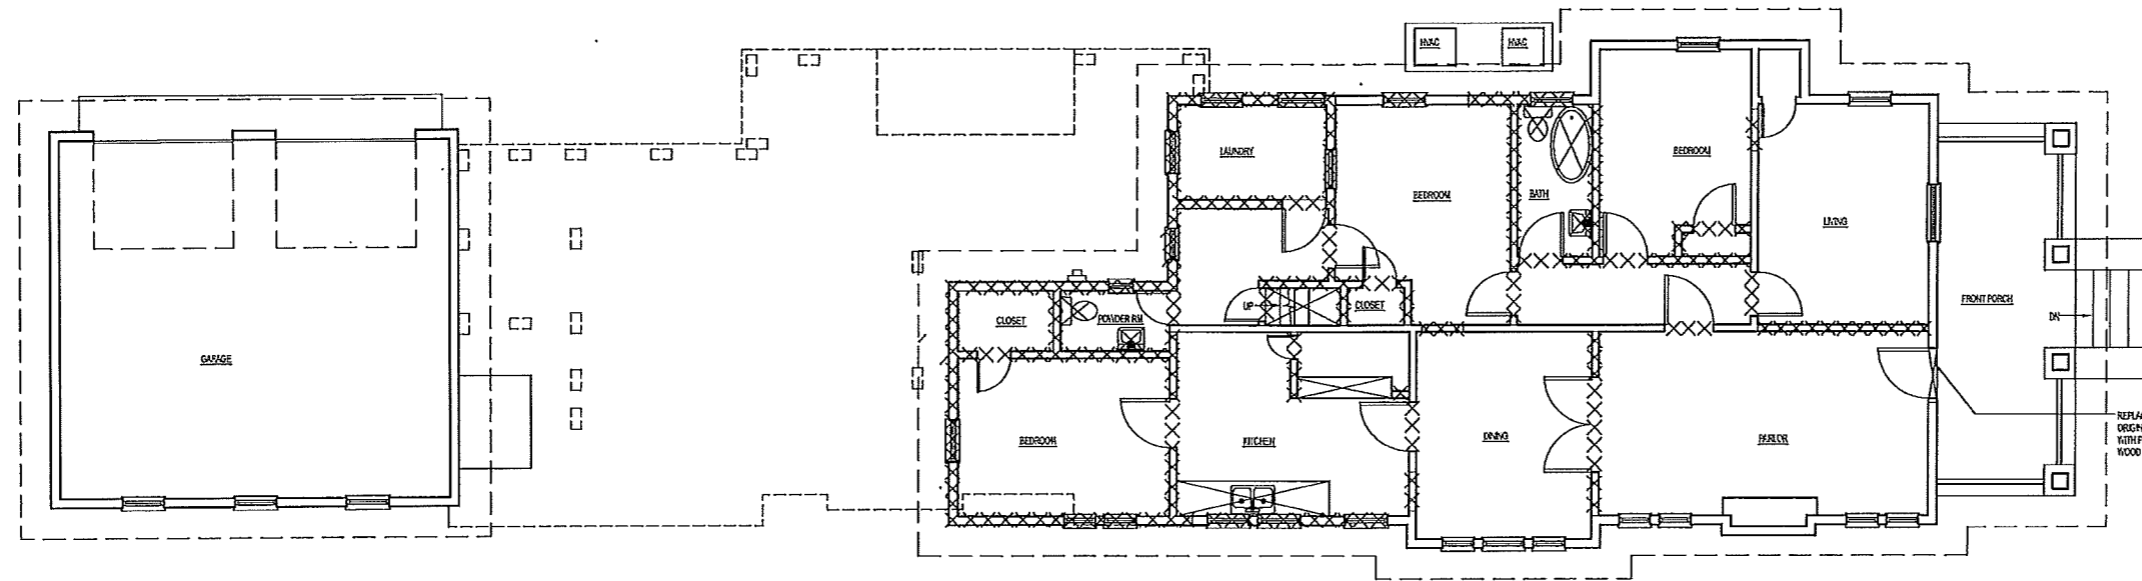 HVAC
HVAC
LAUNDRY
BEDROOM
BATH
BEDROOM
LIVING
FRONT PORCH
DN
UP
CLOSET
CLOSET
POWDER RM
GARAGE
BEDROOM
KITCHEN
DINING
PARLOR
REPLA
ORIGIN
WITH F
WOOD